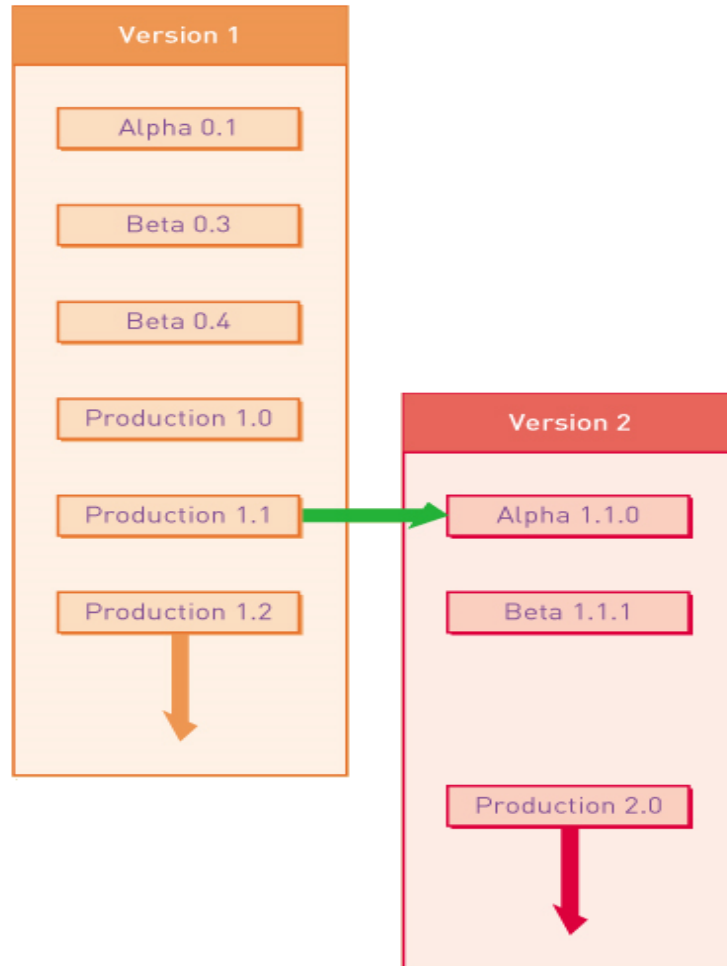 Version 1
Alpha 0.1
Beta 0.3
Beta 0.4
Production 1.0
Production 1.1
Production 1.2
Version 2
Alpha 1.1.0
Beta 1.1.1
Production 2.0